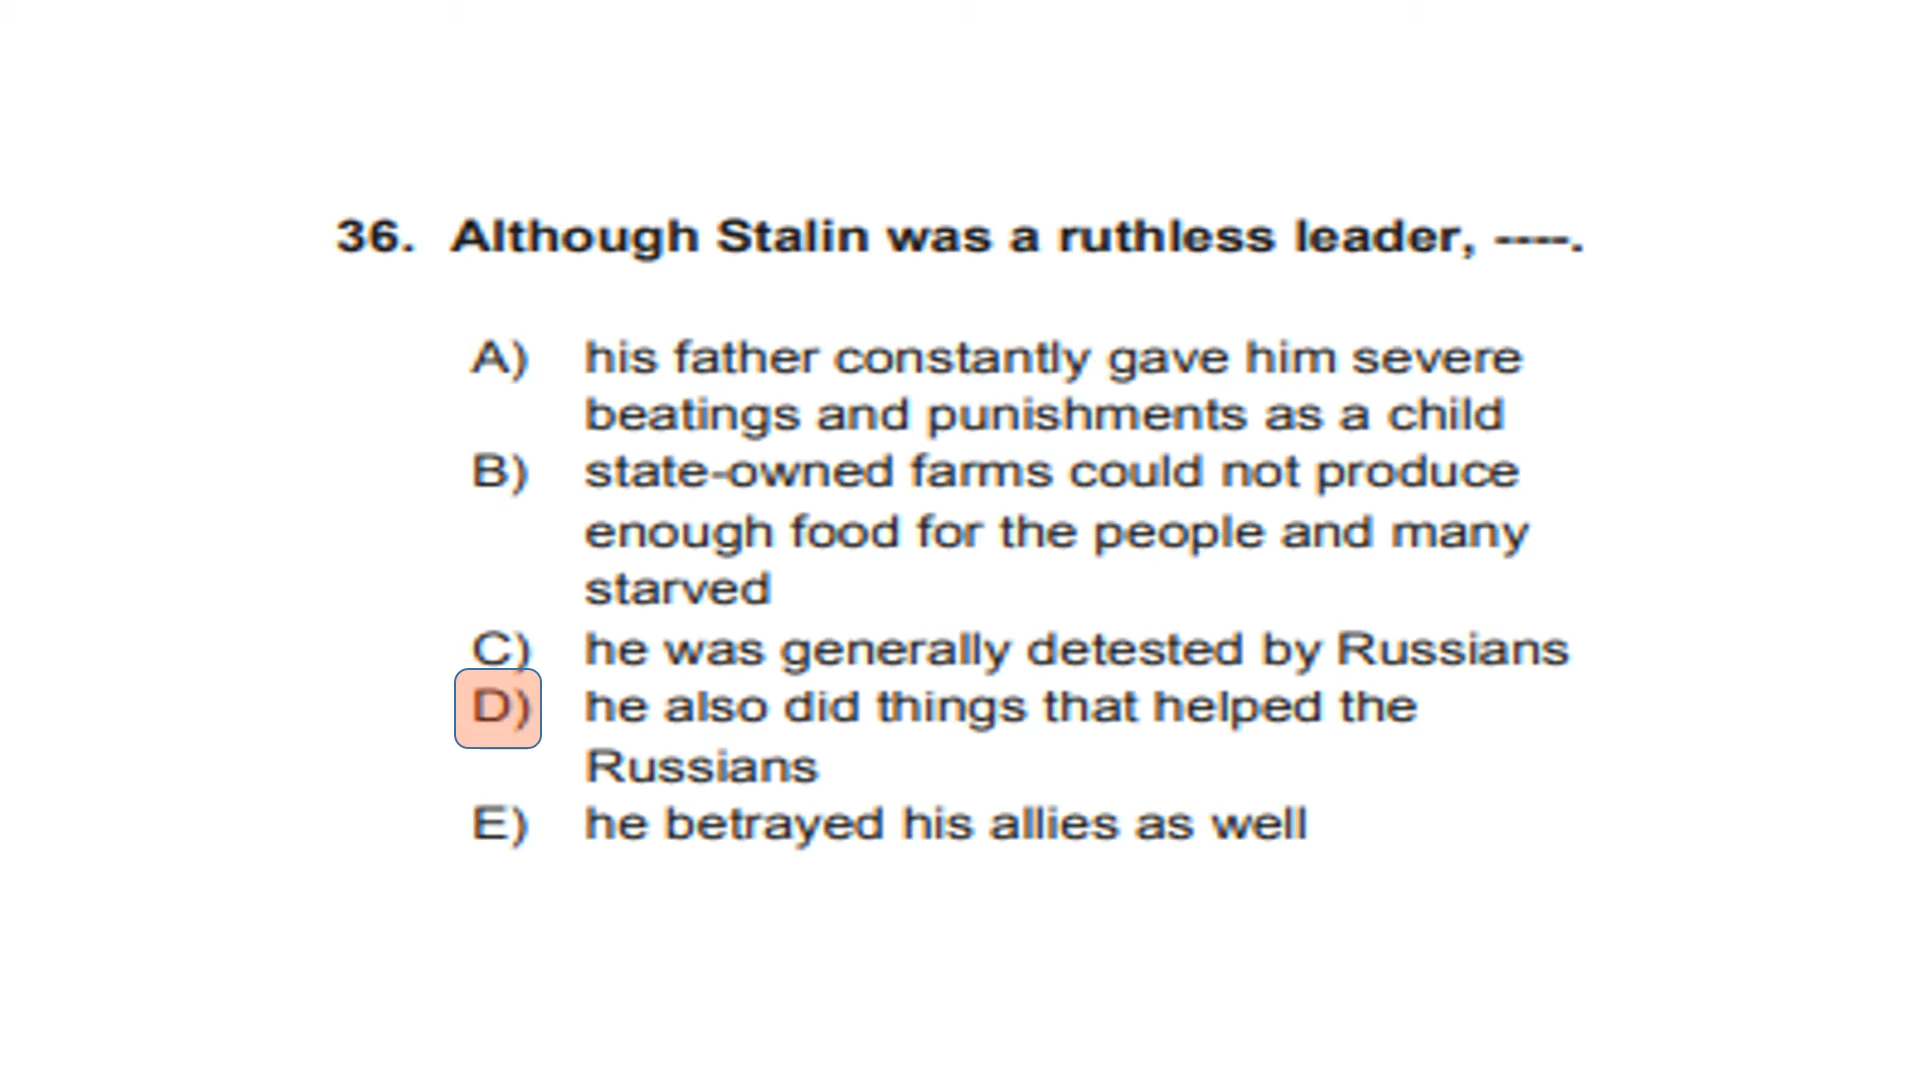 36. Although Stalin was a ruthless leader, ----.
A) his father constantly gave him severe
beatings and punishments as a child
B) state-owned farms could not produce
enough food for the people and many
starved
C) he was generally detested by Russians
D) he also did things that helped the
Russians
E) he betrayed his allies as well